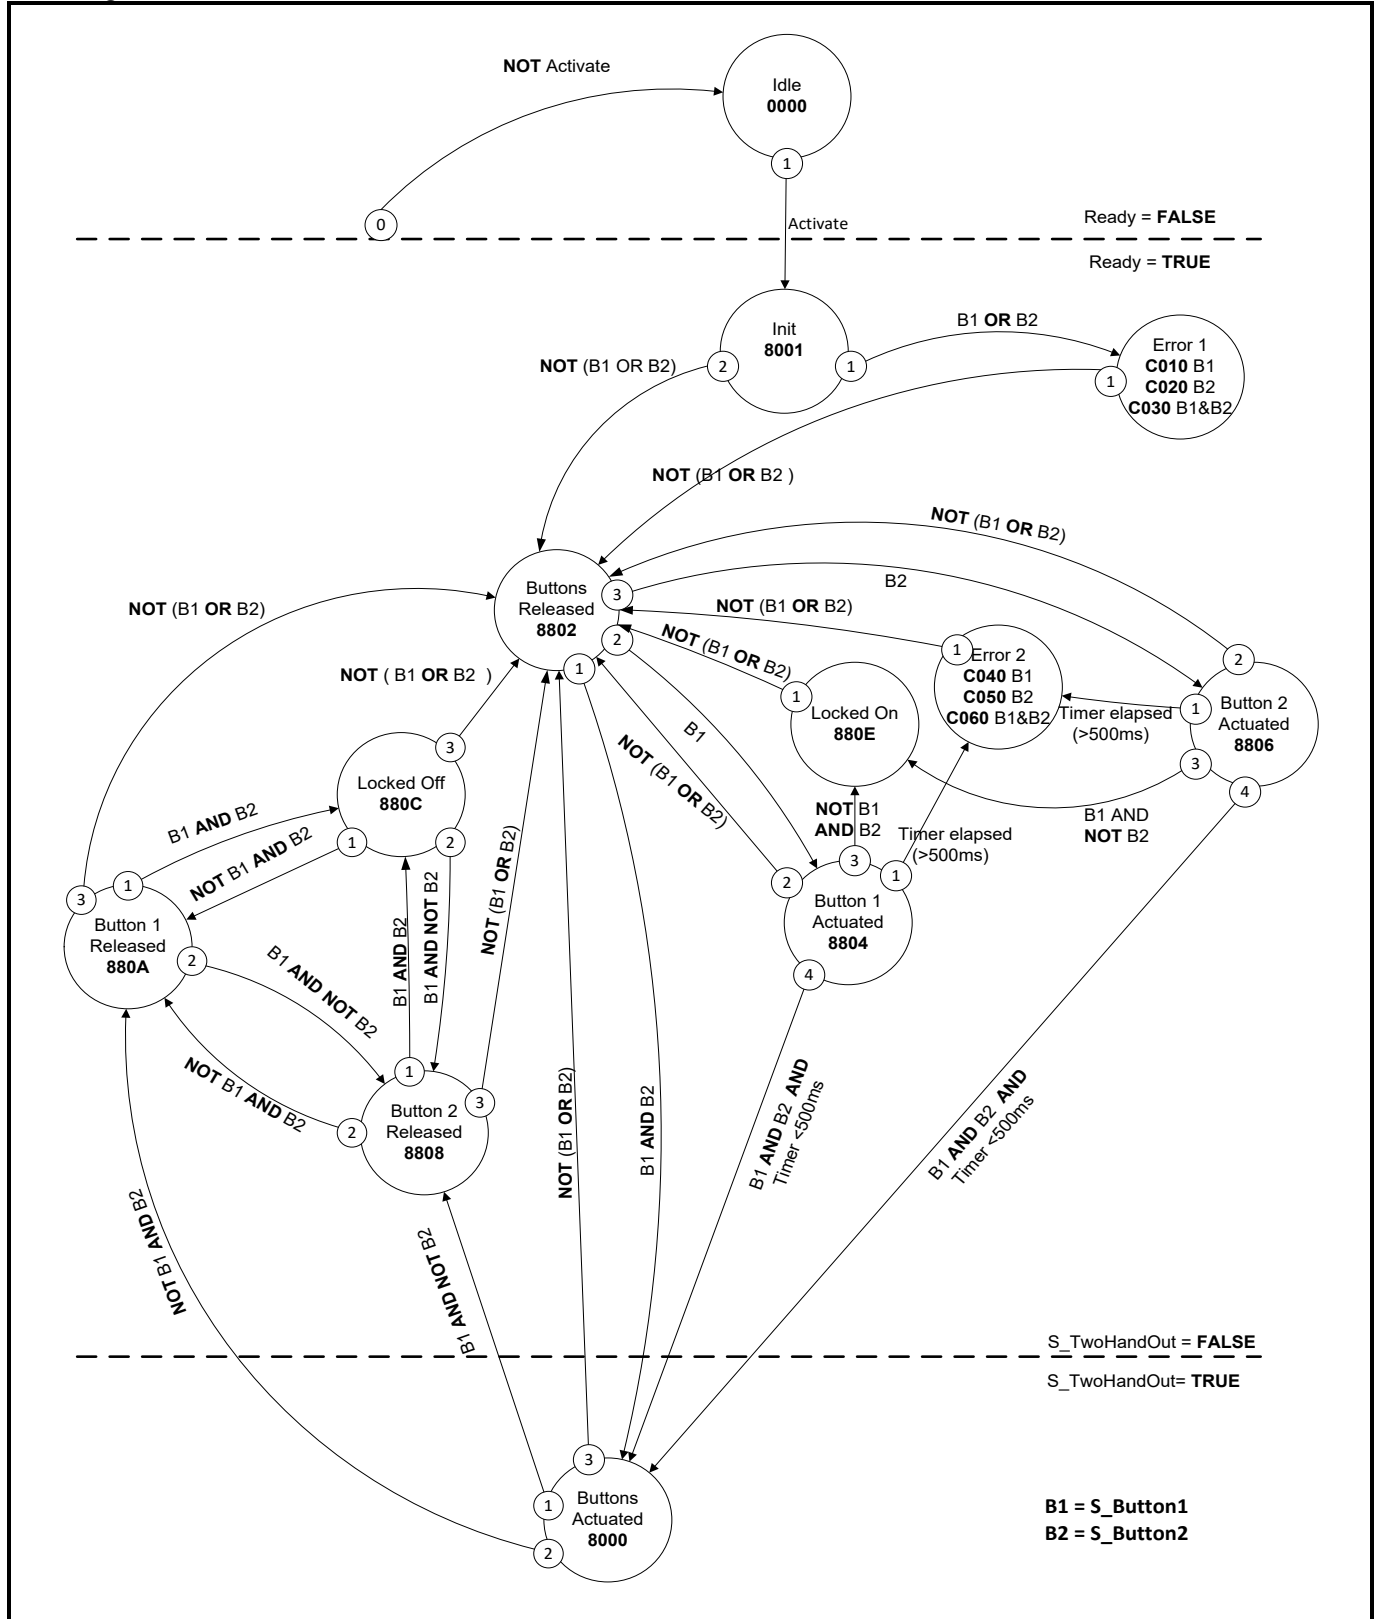 NOT Activate
Idle
0000
1
0
Activate
Ready = FALSE
Ready = TRUE
Init
8001
2
1
NOT (B1 OR B2)
B1 OR B2
Error 1
C010 B1
C020 B2
C030 B1&B2
1
NOT (B1 OR B2 )
NOT (B1 OR B2)
Buttons
Released
8802
3
2
1
B2
NOT (B1 OR B2)
NOT (B1 OR B2)
NOT (B1 OR B2)
NOT ( B1 OR B2 )
1
Error 2
C040 B1
C050 B2
C060 B1&B2
2
1
3
4
Button 2
Actuated
8806
Timer elapsed
(>500ms)
1
Locked On
880E
B1
NOT (B1 OR B2)
NOT B1
AND B2
Timer elapsed
(>500ms)
B1 AND
NOT B2
3
Locked Off
880C
1
2
B1 AND B2
NOT B1 AND B2
3
1
2
Button 1
Released
880A
2
3
1
4
Button 1
Actuated
8804
B1 AND NOT B2
B1 AND B2
B1 AND NOT B2
NOT (B1 OR B2)
NOT B1 AND B2
1
2
3
Button 2
Released
8808
NOT (B1 OR B2)
B1 AND B2
B1 AND B2 AND
Timer <500ms
B1 AND B2 AND
Timer <500ms
NOT B1 AND B2
B1 AND NOT B2
S_TwoHandOut = FALSE
S_TwoHandOut= TRUE
3
1
2
Buttons
Actuated
8000
B1 = S_Button1
B2 = S_Button2